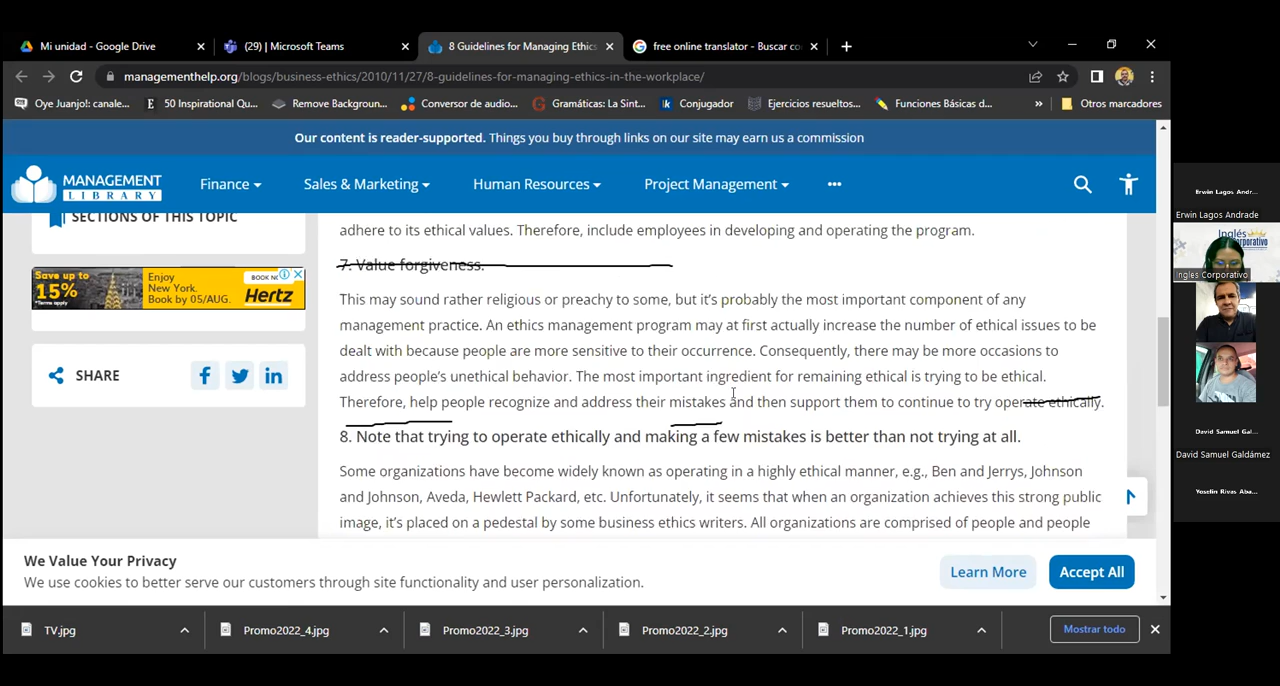 Mi unidad - Google Drive
(29) | Microsoft Teams
8 Guidelines for Managing Ethics
free online translator - Buscar co
managementhelp.org/blogs/business-ethics/2010/11/27/8-guidelines-for-managing-ethics-in-the-workplace/
Oye Juanjo!: canale...
50 Inspirational Qu...
Remove Backgroun...
Conversor de audio...
Gramáticas: La Sint...
Conjugador
Ejercicios resueltos...
Funciones Básicas d...
»
Otros marcadores
Our content is reader-supported. Things you buy through links on our site may earn us a commission
MANAGEMENT
LIBRARY
Finance
Sales & Marketing
Human Resources
Project Management
SECTIONS OF THIS TOPIC
adhere to its ethical values. Therefore, include employees in developing and operating the program.
7. Value forgiveness.
Save up to
15%
*Terms apply
Enjoy
New York.
Book by 05/AUG.
BOOK N
Hertz
This may sound rather religious or preachy to some, but it's probably the most important component of any
management practice. An ethics management program may at first actually increase the number of ethical issues to be
dealt with because people are more sensitive to their occurrence. Consequently, there may be more occasions to
address people's unethical behavior. The most important ingredient for remaining ethical is trying to be ethical.
Therefore, help people recognize and address their mistakes and then support them to continue to try operate ethically.
SHARE
8. Note that trying to operate ethically and making a few mistakes is better than not trying at all.
Some organizations have become widely known as operating in a highly ethical manner, e.g., Ben and Jerrys, Johnson
and Johnson, Aveda, Hewlett Packard, etc. Unfortunately, it seems that when an organization achieves this strong public
image, it's placed on a pedestal by some business ethics writers. All organizations are comprised of people and people
We Value Your Privacy
We use cookies to better serve our customers through site functionality and user personalization.
Learn More
Accept All
TV.jpg
Promo2022_4.jpg
Promo2022_3.jpg
Promo2022_2.jpg
Promo2022_1.jpg
Mostrar todo
Erwin Lagos Andr...
Erwin Lagos Andrade
Inglés
Corporativo
Ingles Corporativo
David Samuel Gal...
David Samuel Galdámez
Yoselin Rivas Aba...